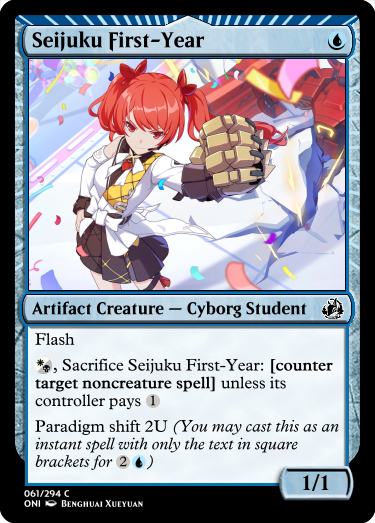 Seijuku First-Year
Artifact Creature — Cyborg Student
Flash
, Sacrifice Seijuku First-Year: [counter
target noncreature spell] unless its
controller pays 1
Paradigm shift 2U (You may cast this as an
instant spell with only the text in square
brackets for 2 )
1/1
061/294 C
ONI Benghuai Xueyuan